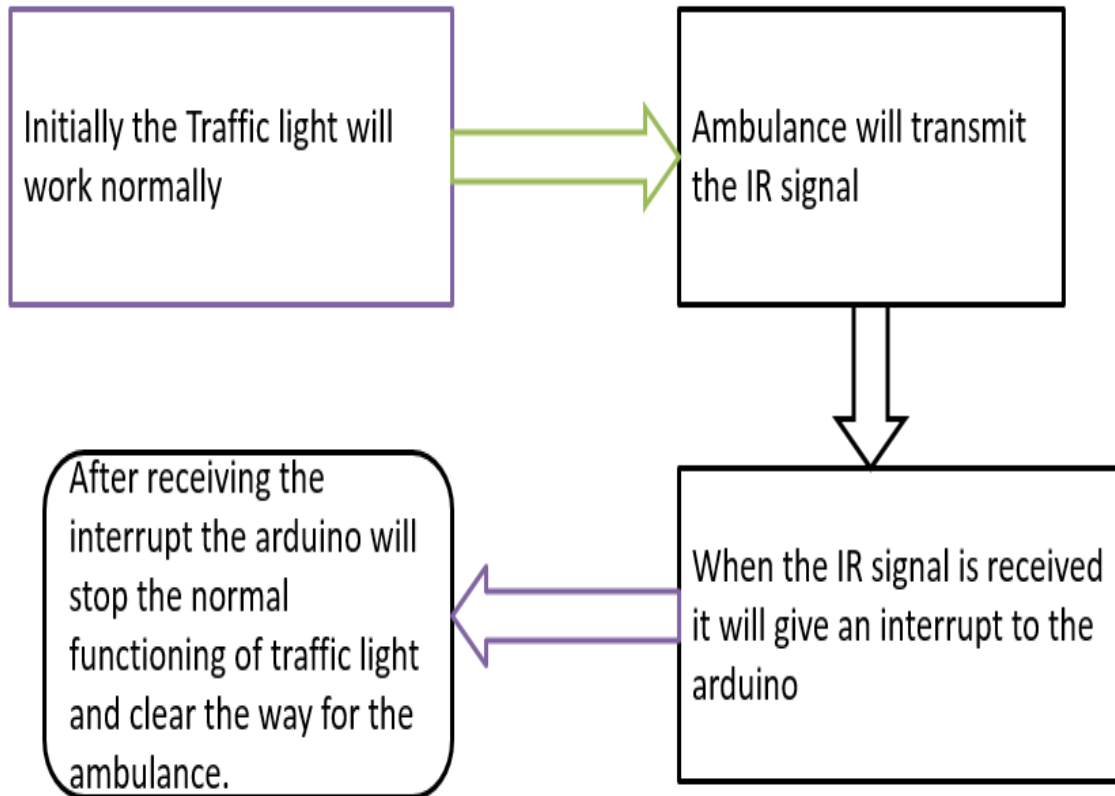 Initially the Traffic light will
work normally
Ambulance will transmit
the IR signal
When the IR signal is received
it will give an interrupt to the
arduino
After receiving the
interrupt the arduino will
stop the normal
functioning of traffic light
and clear the way for the
ambulance.